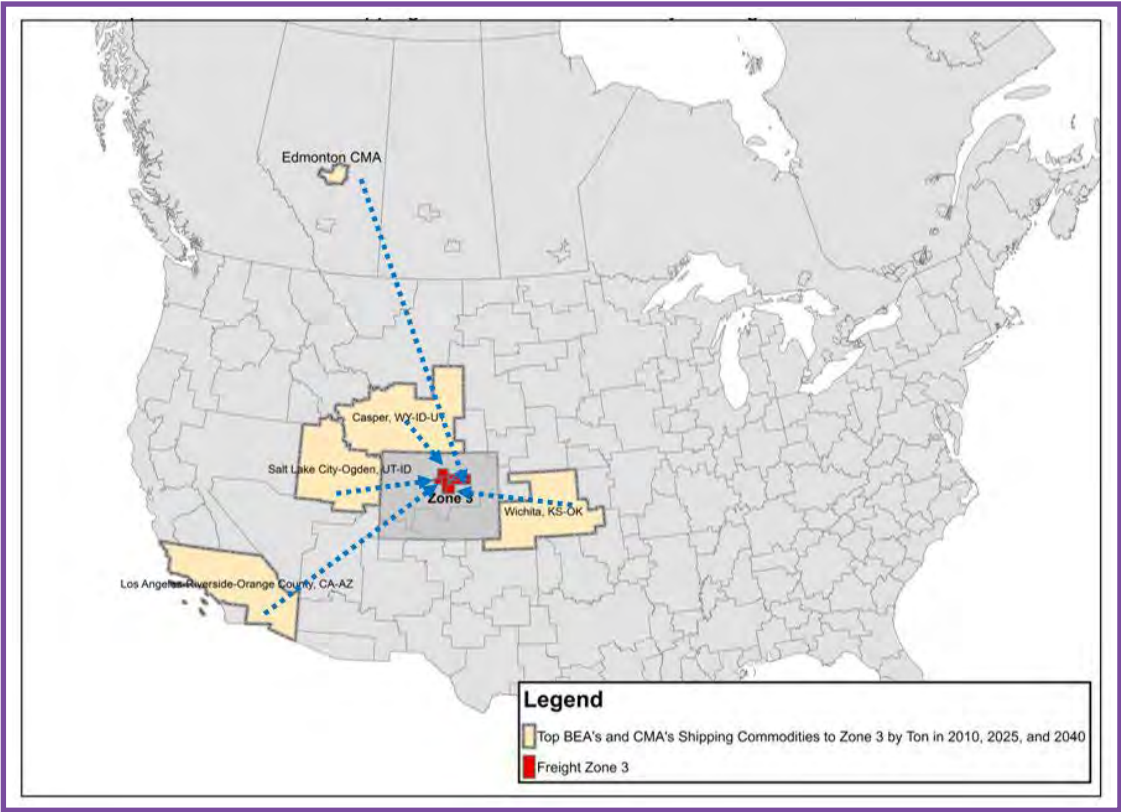 Edmonton CMA
Casper, WY-ID-U
Salt Lake City-Ogden, UT-ID
Zone 3
Wichita, KS-OK
Los Angeles-Riverside-Orange County, CA-AZ
Legend
Top BEA's and CMA's Shipping Commodities to Zone 3 by Ton in 2010, 2025, and 2040
Freight Zone 3